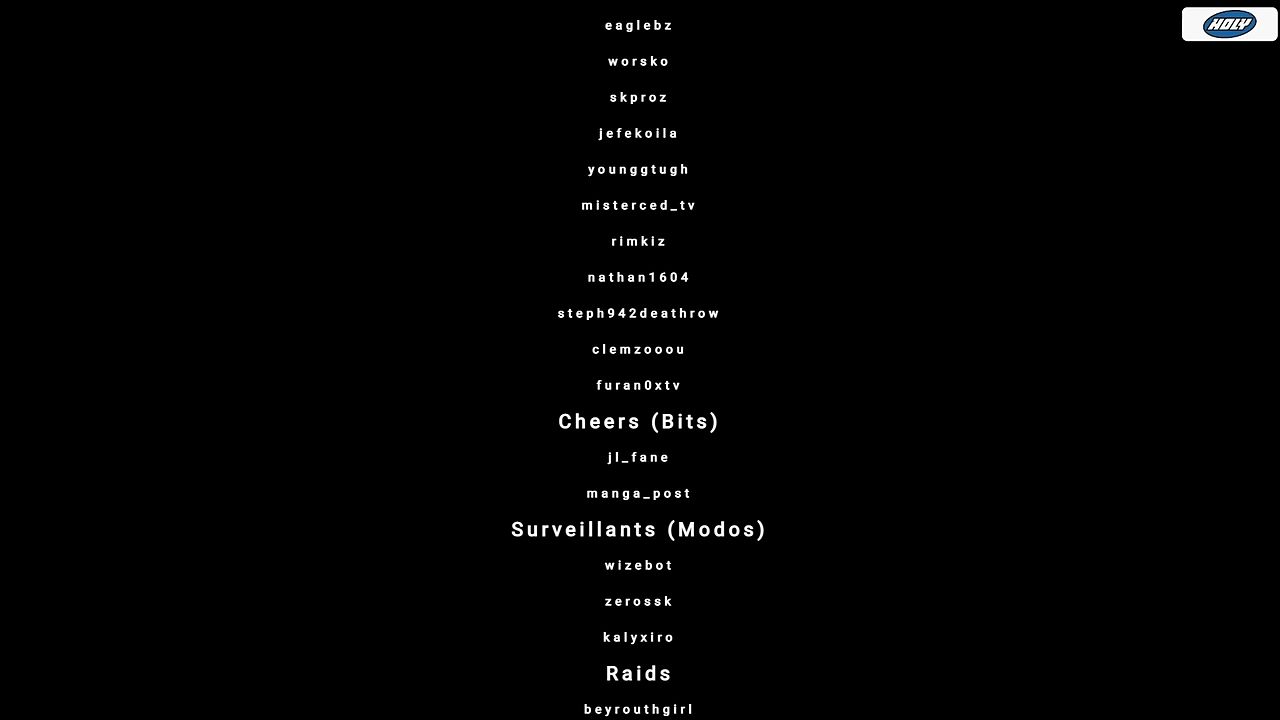 HOLY
eaglebz
worsko
skproz
jefekoila
younggtugh
misterced_tv
rimkiz
nathan1604
steph942deathrow
clemzooou
furan0xtv
Cheers (Bits)
jl_fane
manga_post
Surveillants (Modos)
wizebot
zerossk
kalyxiro
Raids
beyrouthgirl